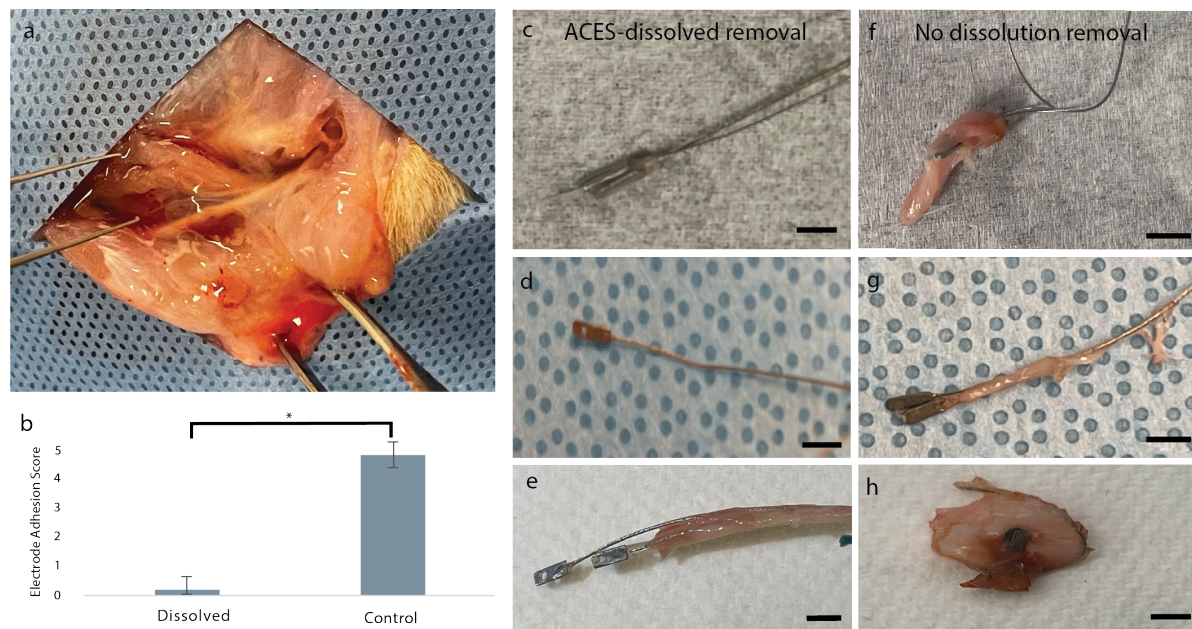 a
c
ACES-dissolved removal
f
No dissolution removal
d
g
e
h
b
*
Electrode Adhesion Score
5
4
3
2
1
0
Dissolved
Control